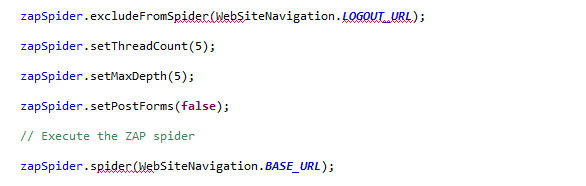 zapSpider.excludeFromSpider(WebSiteNavigation.LOGOUT_URL);
zapSpider.setThreadCount(5);
zapSpider.setMaxDepth(5);
zapSpider.setPostForms(false);
// Execute the ZAP spider
zapSpider.spider(WebSiteNavigation.BASE_URL);